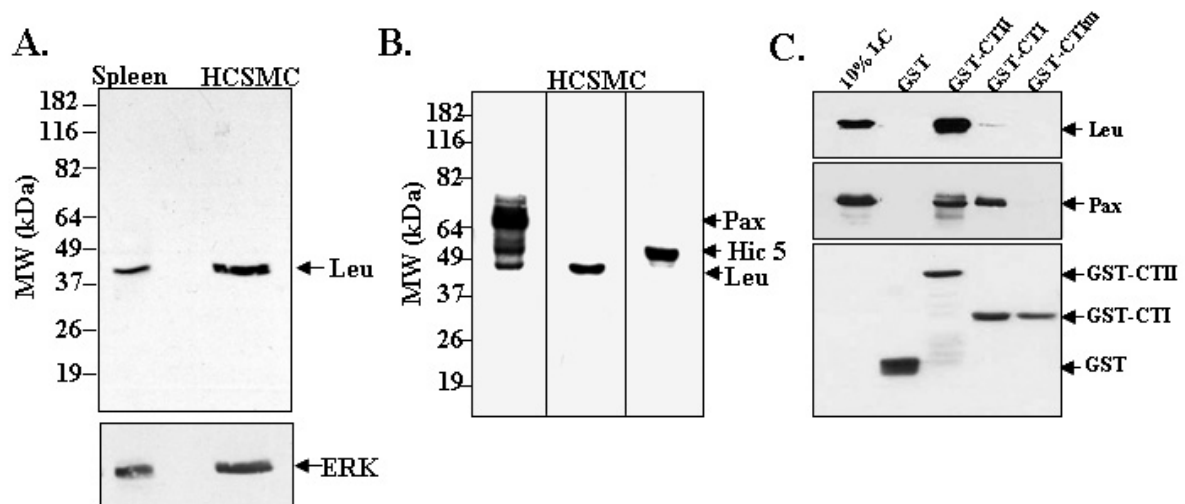 A.
Spleen HCSMC
MW (kDa)
182
116
82
64
49
37
26
19
Leu
ERK
B.
HCSMC
MW (kDa)
182
116
82
64
49
37
26
19
Pax
Hic 5
Leu
C.
10% LC
GST
GST-CTII
GST-CTI
GST-CTIm
Leu
Pax
GST-CTII
GST-CTI
GST